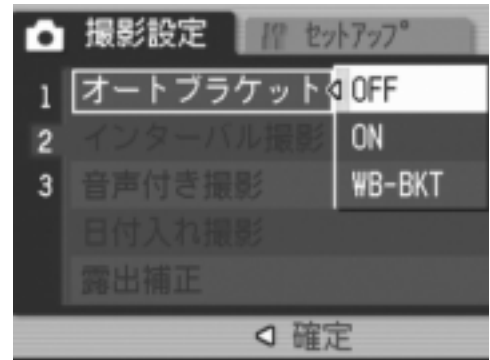 撮影設定 セットアップ
1 オートブラケット OFF
2 インターバル撮影 ON
3 音声付き撮影 WB-BKT
日付入れ撮影
露出補正
確定